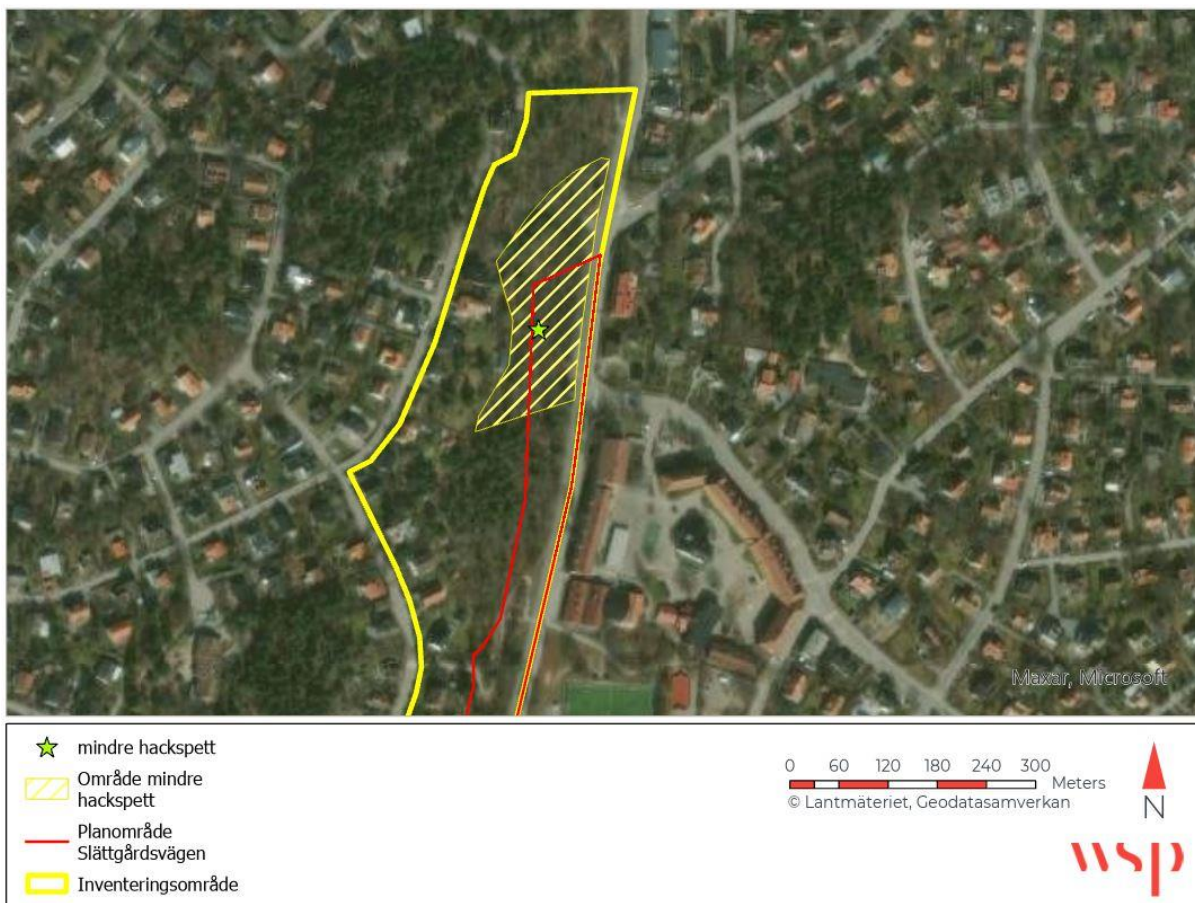 Maxar, Microsoft
mindre hackspett
Område mindre
hackspett
Planområde
Slättgårdsvägen
Inventeringsområde
0 60 120 180 240 300
Meters
© Lantmäteriet, Geodatasamverkan
N
wsp